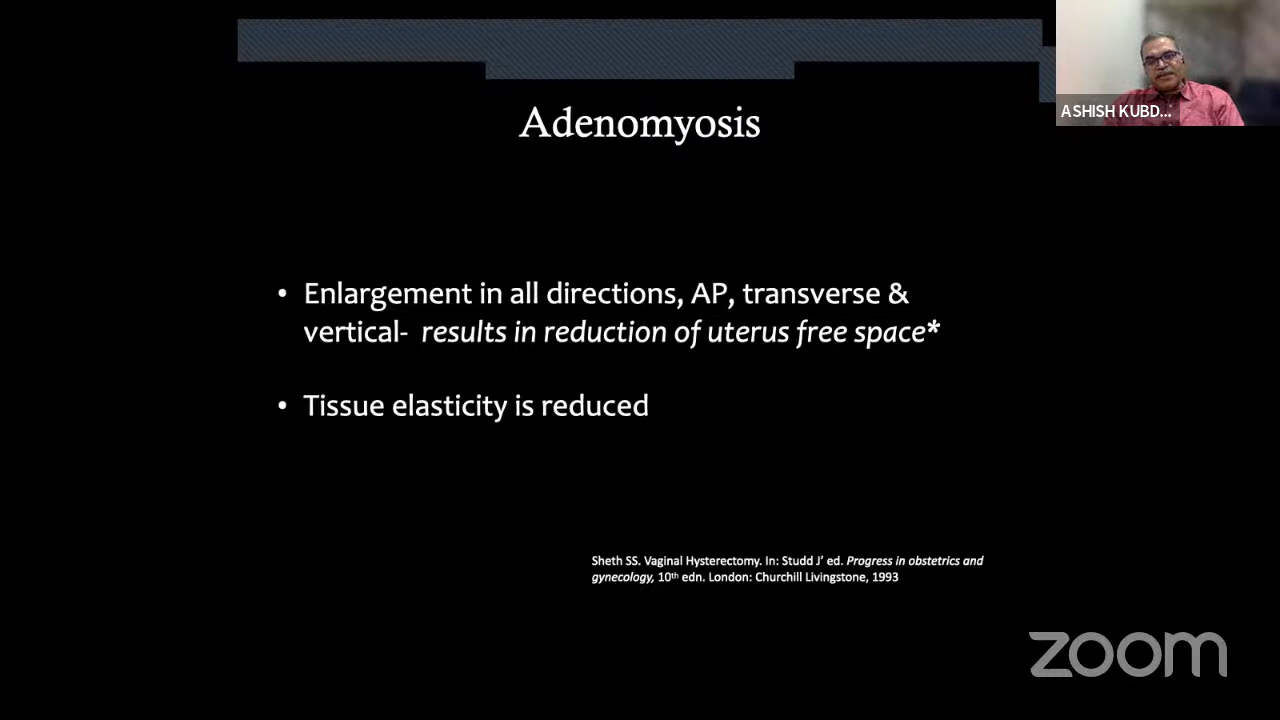 Adenomyosis
ASHISH KUBD...
• Enlargement in all directions, AP, transverse &
vertical- results in reduction of uterus free space*
• Tissue elasticity is reduced
Sheth SS. Vaginal Hysterectomy. In: Studd J’ ed. Progress in obstetrics and
gynecology, 10th edn. London: Churchill Livingstone, 1993
zoom